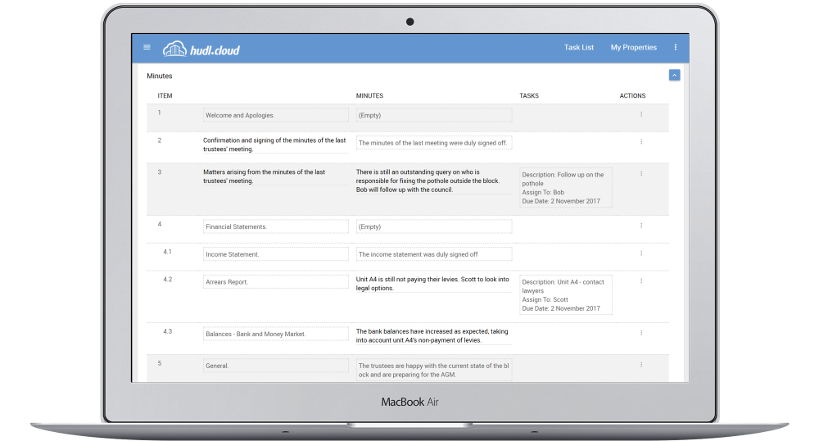 hudl.cloud Task List My Properties
Minutes
ITEM MINUTES TASKS ACTIONS
1 Welcome and Apologies. (Empty)
2 Confirmation and signing of the minutes of the last
trustees' meeting.
The minutes of the last meeting were duly signed off.
3 Matters arising from the minutes of the last
trustees' meeting.
There is still an outstanding query on who is
responsible for fixing the pothole outside the block.
Bob will follow up with the council.
Description: Follow up on the
pothole
Assign To: Bob
Due Date: 2 November 2017
4 Financial Statements. (Empty)
4.1 Income Statement. The income statement was duly signed off
4.2 Arrears Report.
Unit A4 is still not paying their levies. Scott to look into
legal options.
Description: Unit A4 - contact
lawyers
Assign To: Scott
Due Date: 2 November 2017
4.3 Balances - Bank and Money Market.
The bank balances have increased as expected, taking
into account unit A4's non-payment of levies.
5 General.
The trustees are happy with the current state of the bl
ock and are preparing for the AGM.
MacBook Air